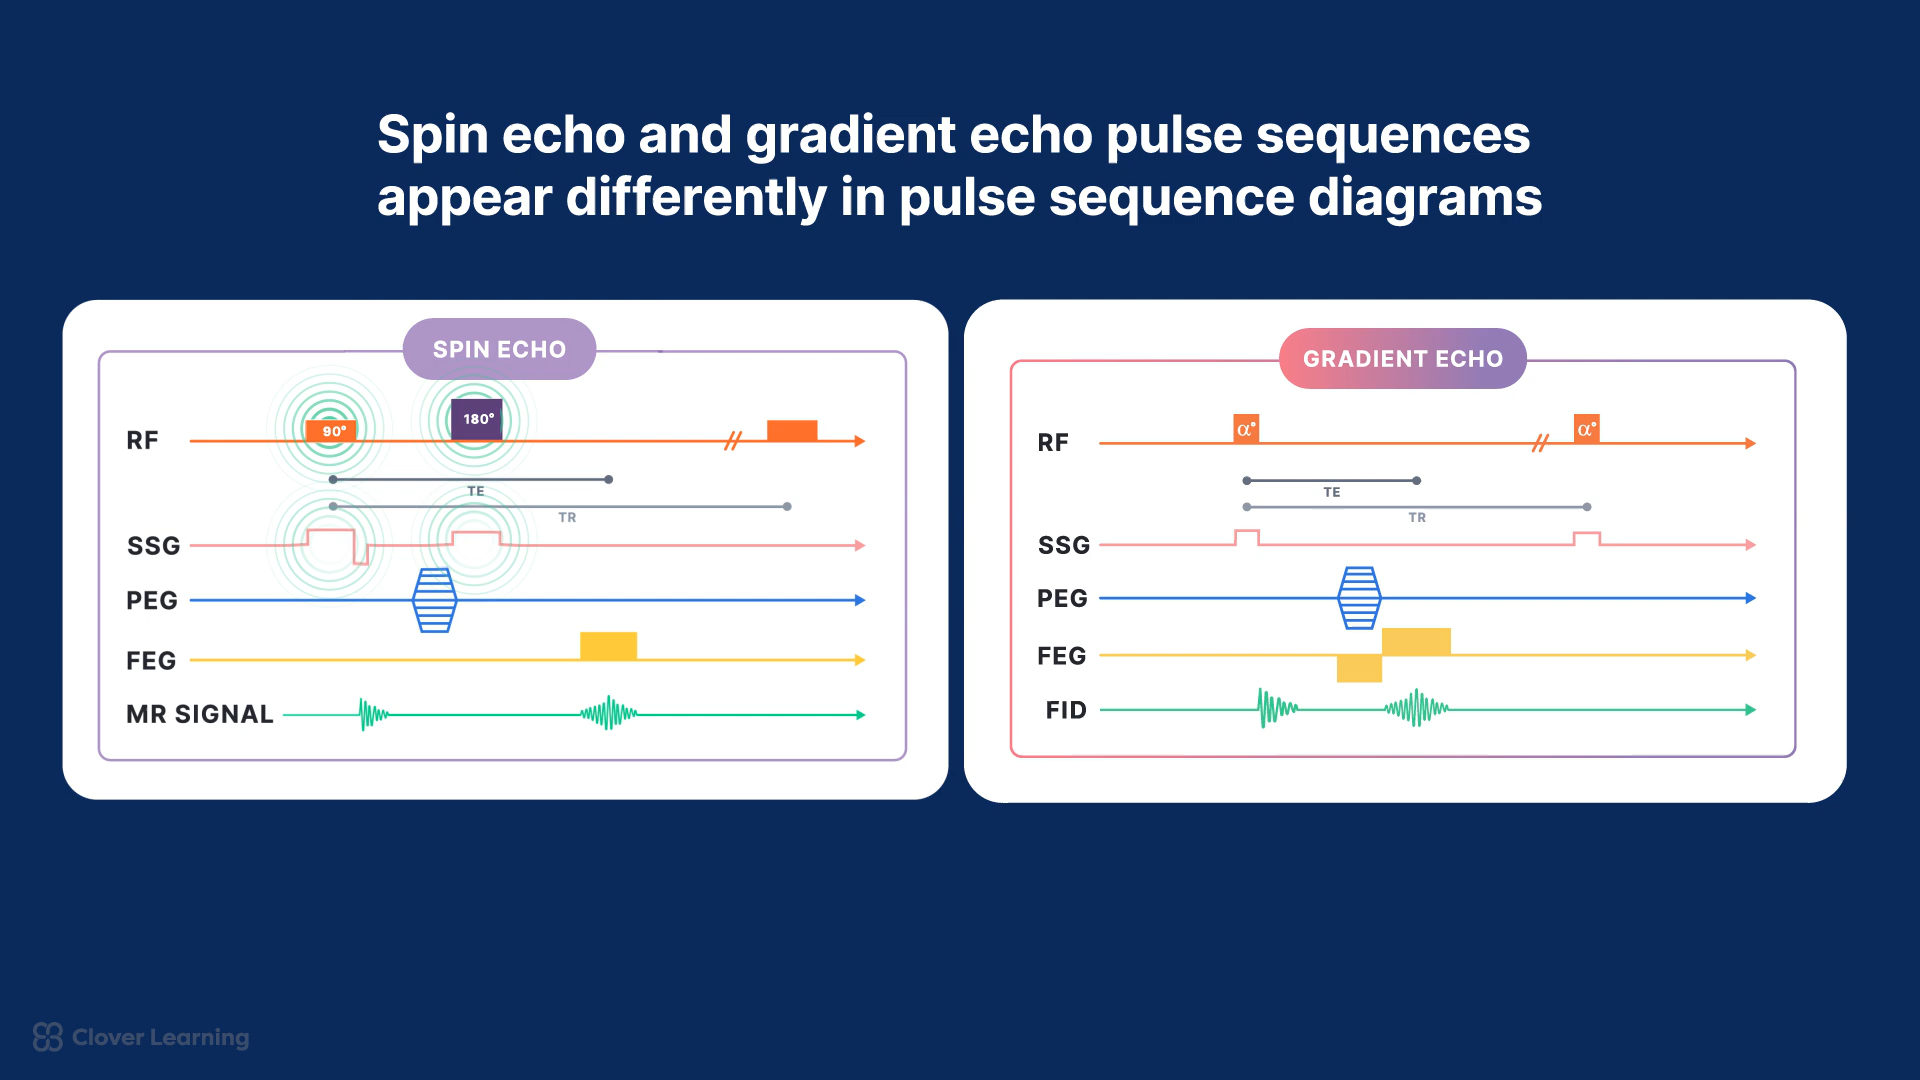 Spin echo and gradient echo pulse sequences
appear differently in pulse sequence diagrams
SPIN ECHO
90°
180°
RF
TE
TR
SSG
PEG
FEG
MR SIGNAL
GRADIENT ECHO
α°
α°
RF
TE
TR
SSG
PEG
FEG
FID
Clover Learning